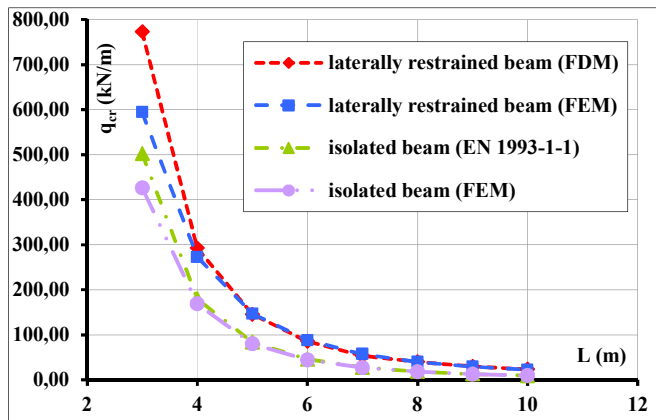 800,00
700,00
600,00
500,00
400,00
300,00
200,00
100,00
0,00
qcr (kN/m)
laterally restrained beam (FDM)
laterally restrained beam (FEM)
isolated beam (EN 1993-1-1)
isolated beam (FEM)
L (m)
2 4 6 8 10 12